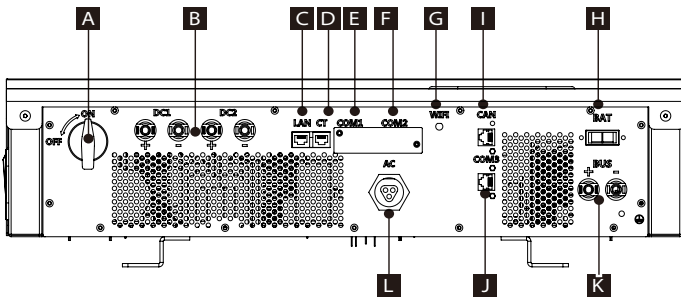 A B C D E F G I H
ON
OFF
DC1 DC2
+ - + -
LAN CT COM1 COM2
WIFI
CAN
BAT
AC
COM3
BUS
+ -
L J K